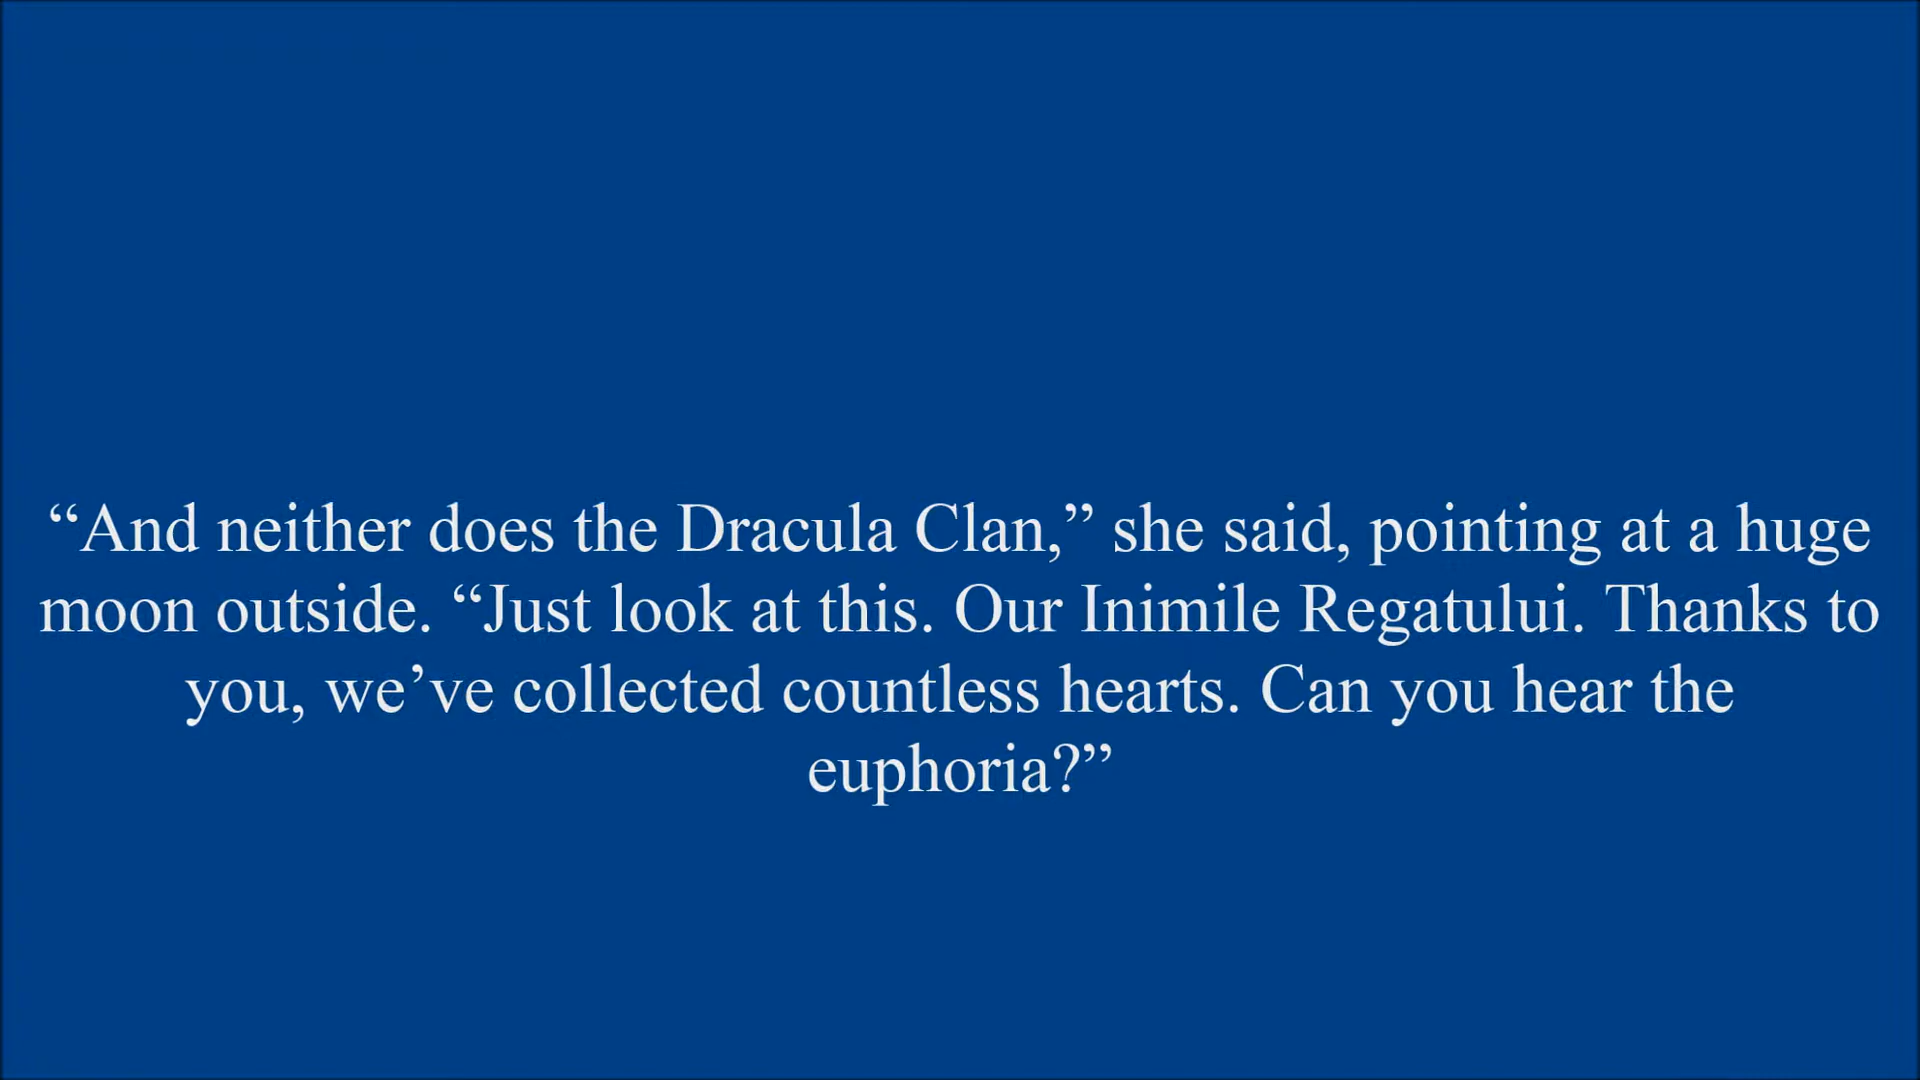 “And neither does the Dracula Clan,” she said, pointing at a huge
moon outside. “Just look at this. Our Inimile Regatului. Thanks to
you, we’ve collected countless hearts. Can you hear the
euphoria?”